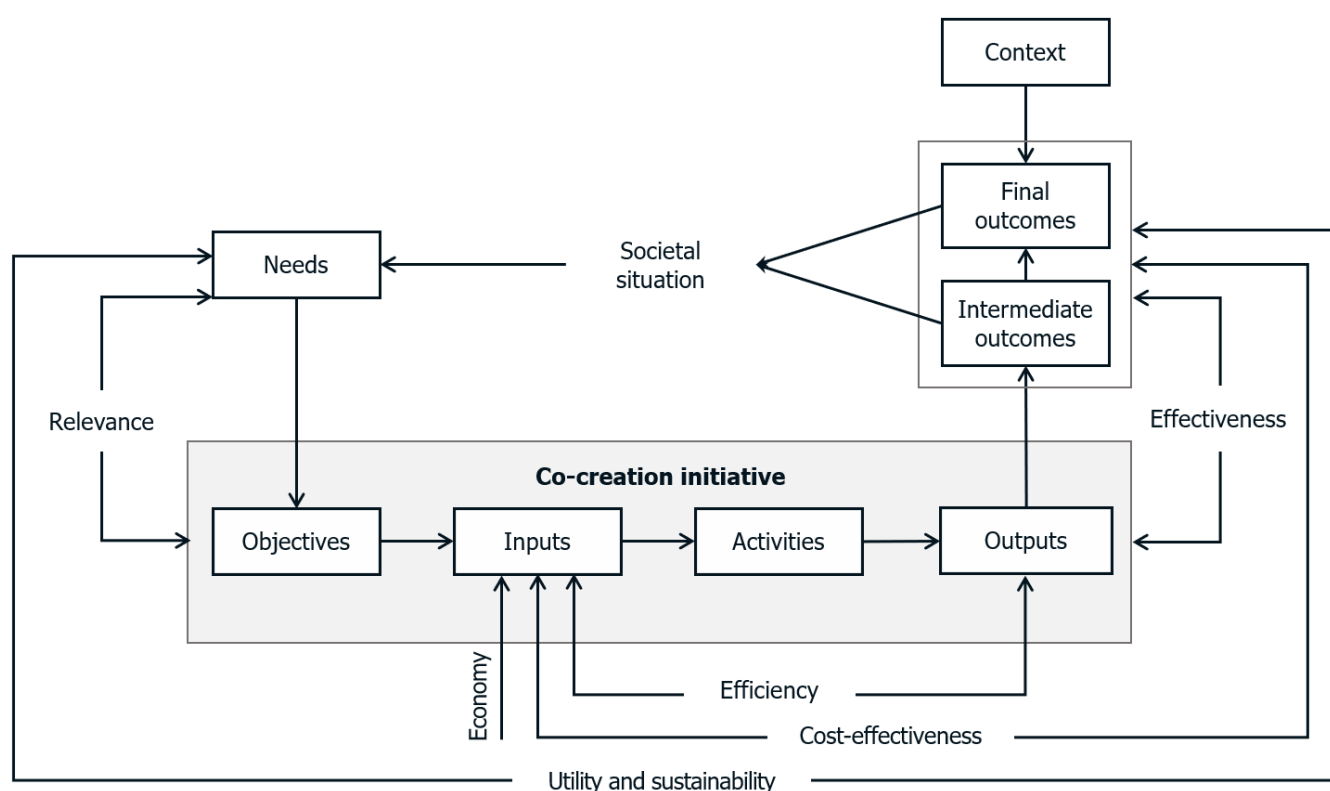 Context
Final
outcomes
Societal
situation
Needs
Intermediate
outcomes
Relevance
Effectiveness
Co-creation initiative
Objectives
Inputs
Activities
Outputs
Economy
Efficiency
Cost-effectiveness
Utility and sustainability